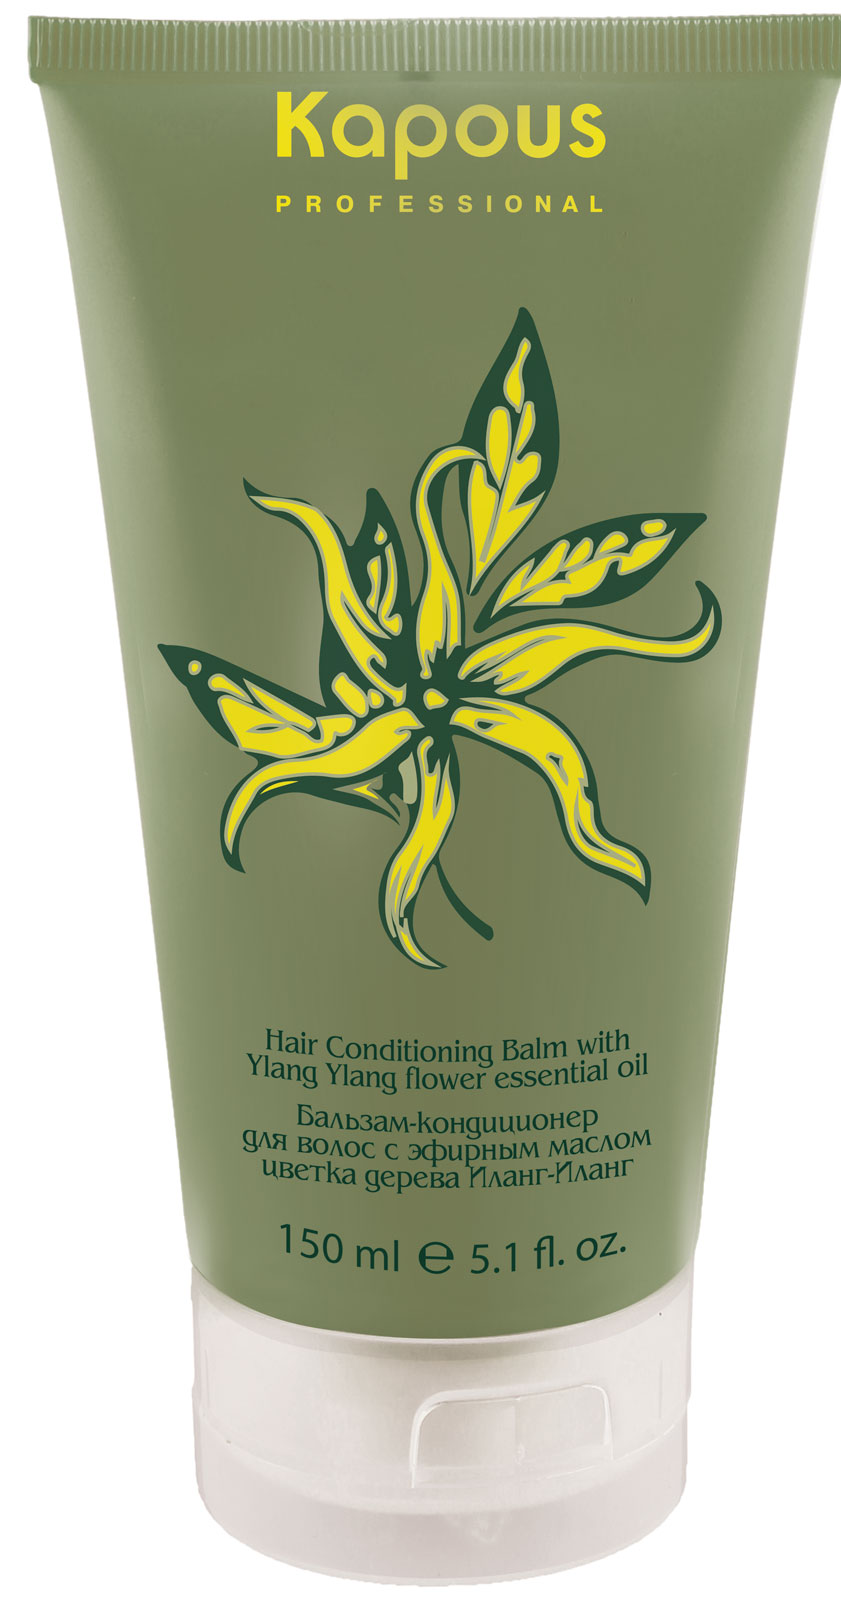 Kapous
PROFESSIONAL
Hair Conditioning Balm with
Ylang Ylang flower essential oil
Бальзам-кондиционер
для волос с эфирным маслом
цветка дерева Иланг-Иланг
150 ml ℮ 5.1 fl. oz.